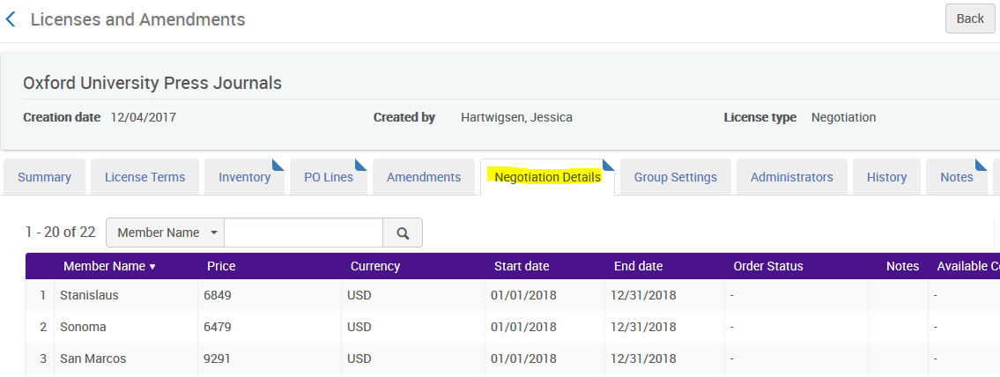 Licenses and Amendments
Back
Oxford University Press Journals
Creation date 12/04/2017 Created by Hartwigsen, Jessica License type Negotiation
Summary License Terms Inventory PO Lines Amendments Negotiation Details Group Settings Administrators History Notes
1 - 20 of 22 Member Name
Member Name Price Currency Start date End date Order Status Notes Available
1 Stanislaus 6849 USD 01/01/2018 12/31/2018 - -
2 Sonoma 6479 USD 01/01/2018 12/31/2018 - -
3 San Marcos 9291 USD 01/01/2018 12/31/2018 - -